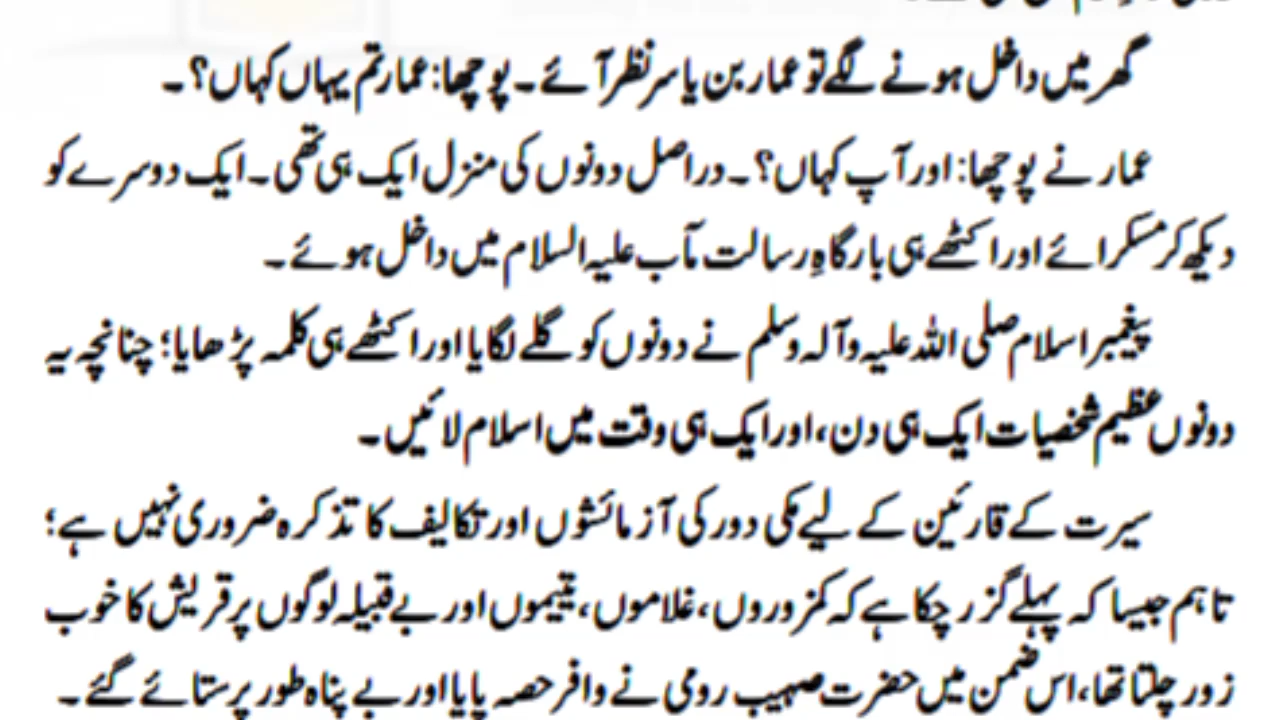 گھر میں داخل ہونے لگے تو عمار بن یاسر نظر آئے۔ پوچھا: عمار تم یہاں کہاں؟۔
عمار نے پوچھا: اور آپ کہاں؟۔ دراصل دونوں کی منزل ایک ہی تھی۔ ایک دوسرے کو
دیکھ کر مسکرائے اور اکٹھے ہی بارگاہِ رسالت مآب علیہ السلام میں داخل ہوئے۔
پیغمبر اسلام صلی اللہ علیہ وآلہ وسلم نے دونوں کو گلے لگایا اور اکٹھے ہی کلمہ پڑھایا؛ چنانچہ یہ
دونوں عظیم شخصیات ایک ہی دن، اور ایک ہی وقت میں اسلام لائیں۔
سیرت کے قارئین کے لیے مکی دور کی آزمائشوں اور تکالیف کا تذکرہ ضروری نہیں ہے؛
تاہم جیسا کہ پہلے گزر چکا ہے کہ کمزوروں، غلاموں، یتیموں اور بے قبیلہ لوگوں پر قریش کا خوب
زور چلتا تھا، اس ضمن میں حضرت صہیب رومی نے وافر حصہ پایا اور بے پناہ طور پر ستائے گئے۔